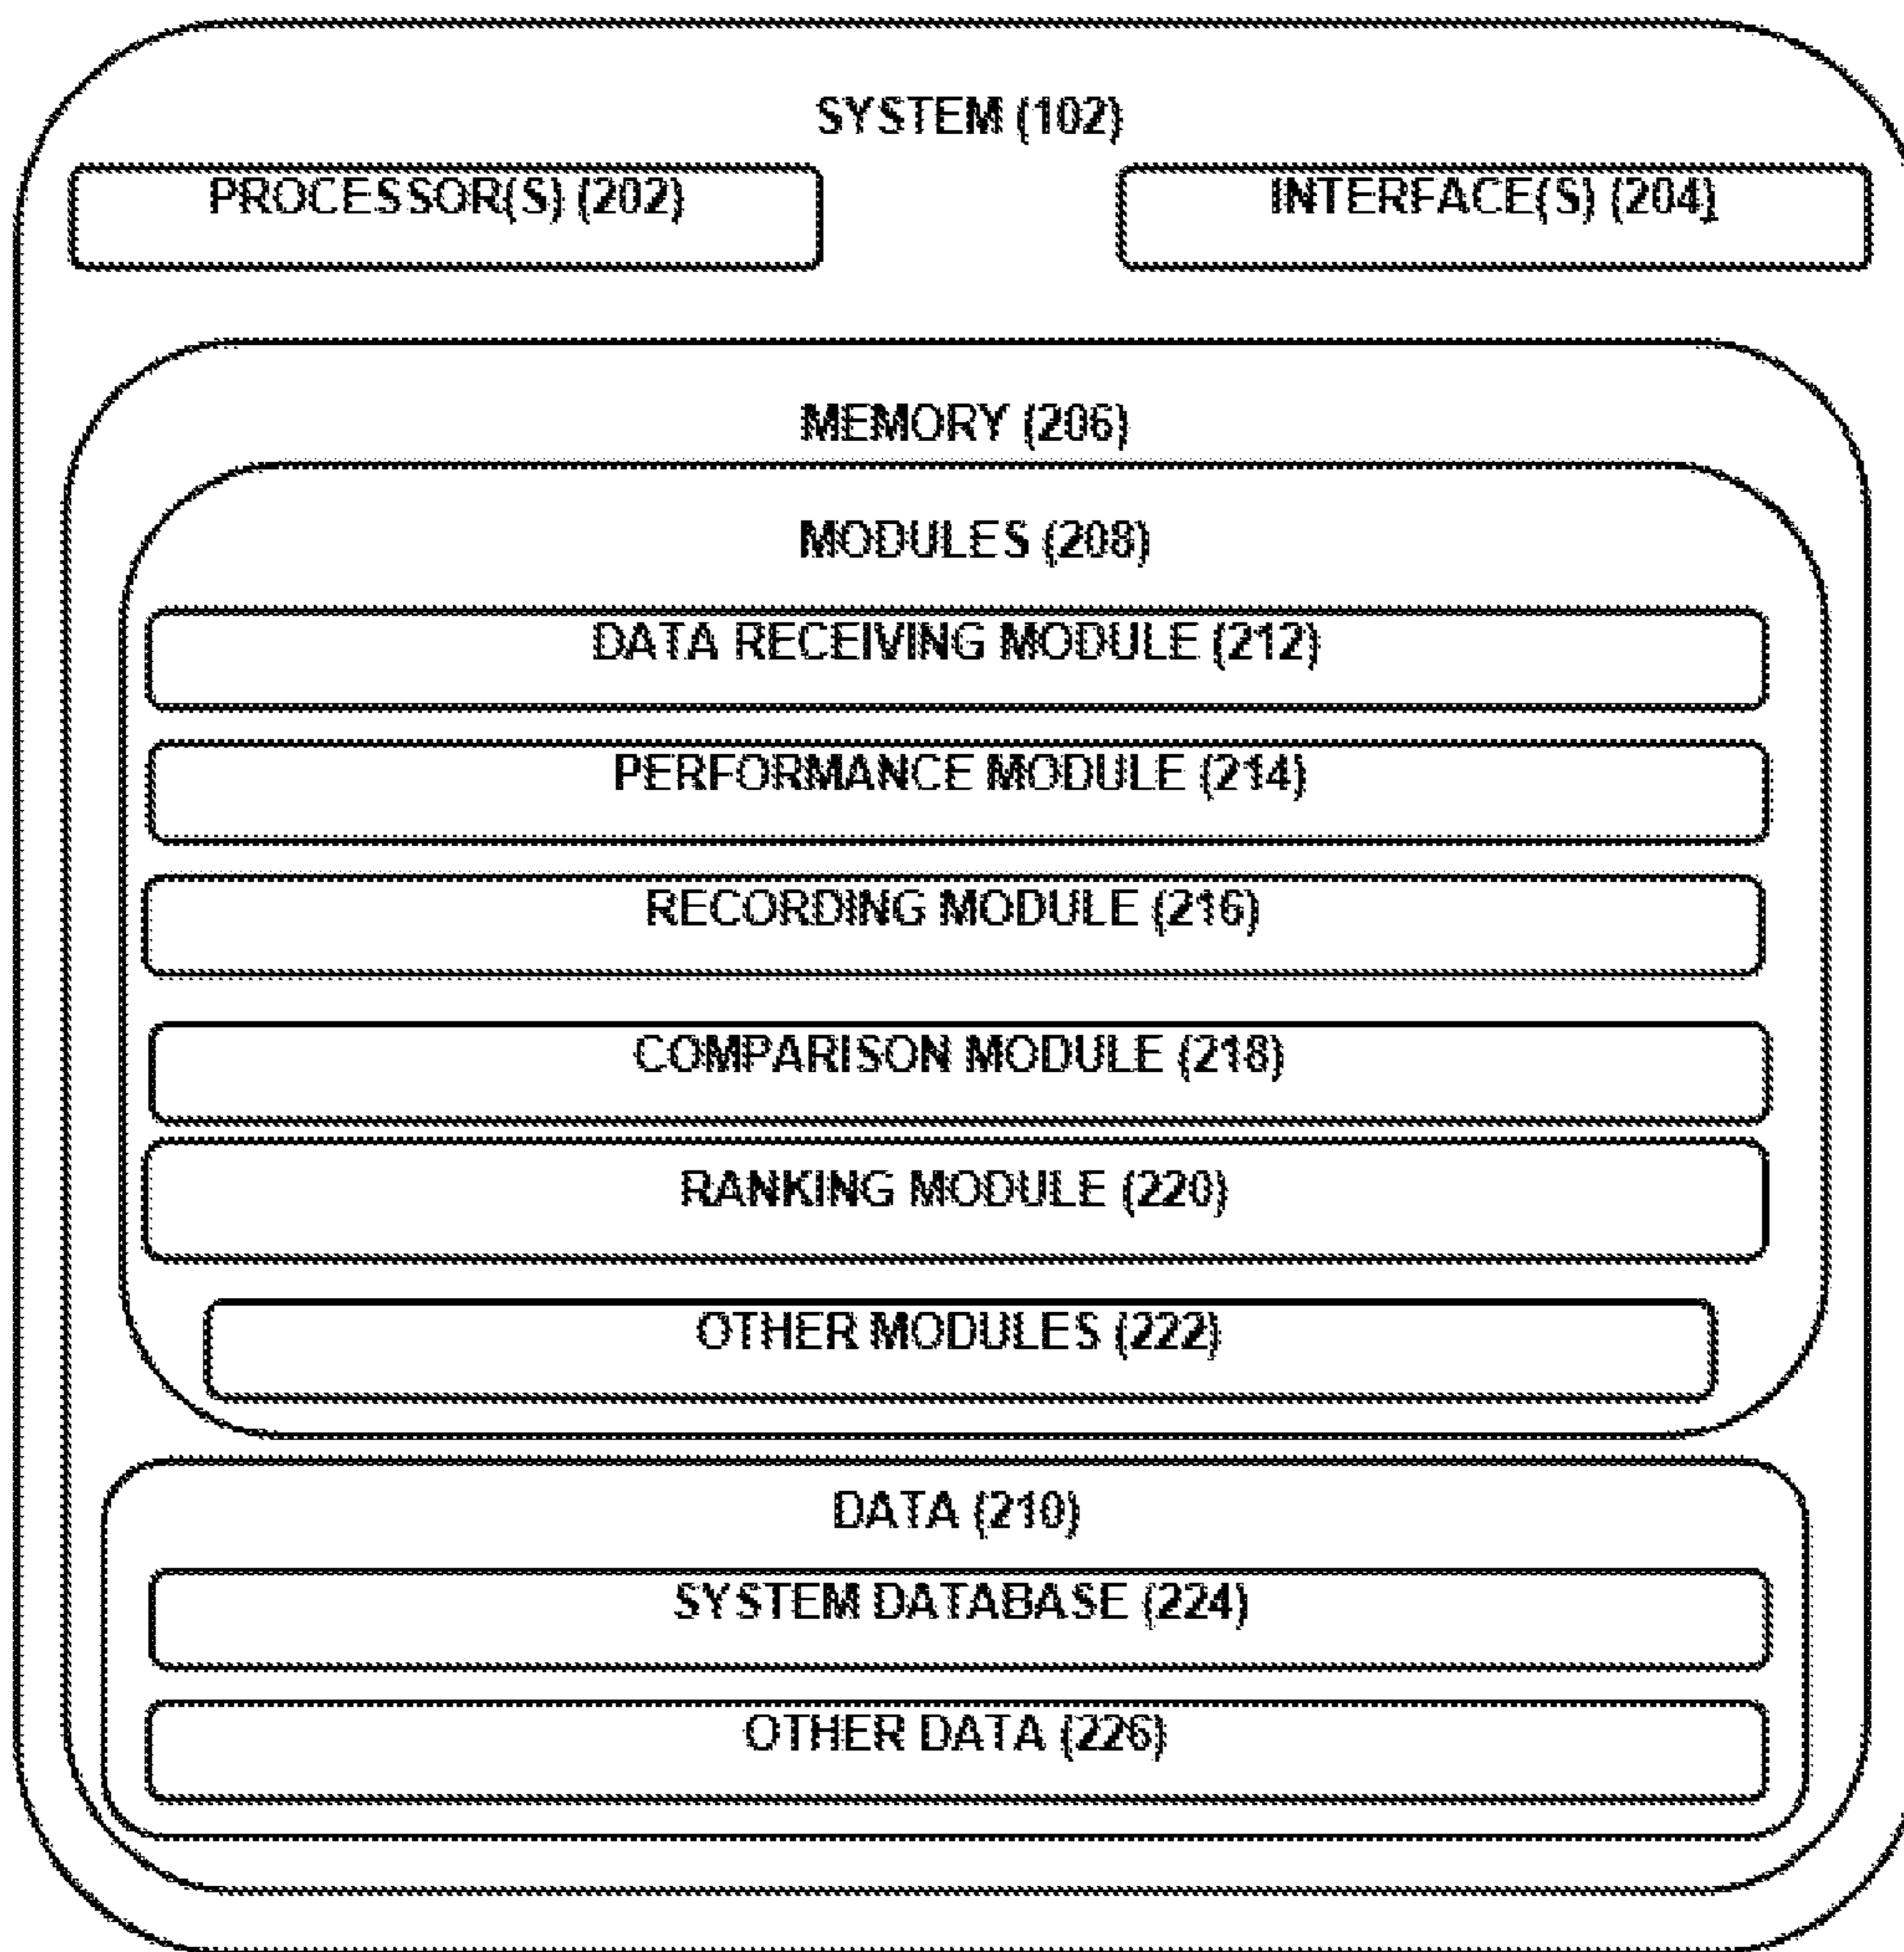 SYSTEM (102)
PROCESSOR(S) (202)
INTERFACE(S) (204)
MEMORY (206)
MODULES (208)
DATA RECEIVING MODULE (212)
PERFORMANCE MODULE (214)
RECORDING MODULE (216)
COMPARISON MODULE (218)
RANKING MODULE (220)
OTHER MODULES (222)
DATA (210)
SYSTEM DATABASE (224)
OTHER DATA (226)